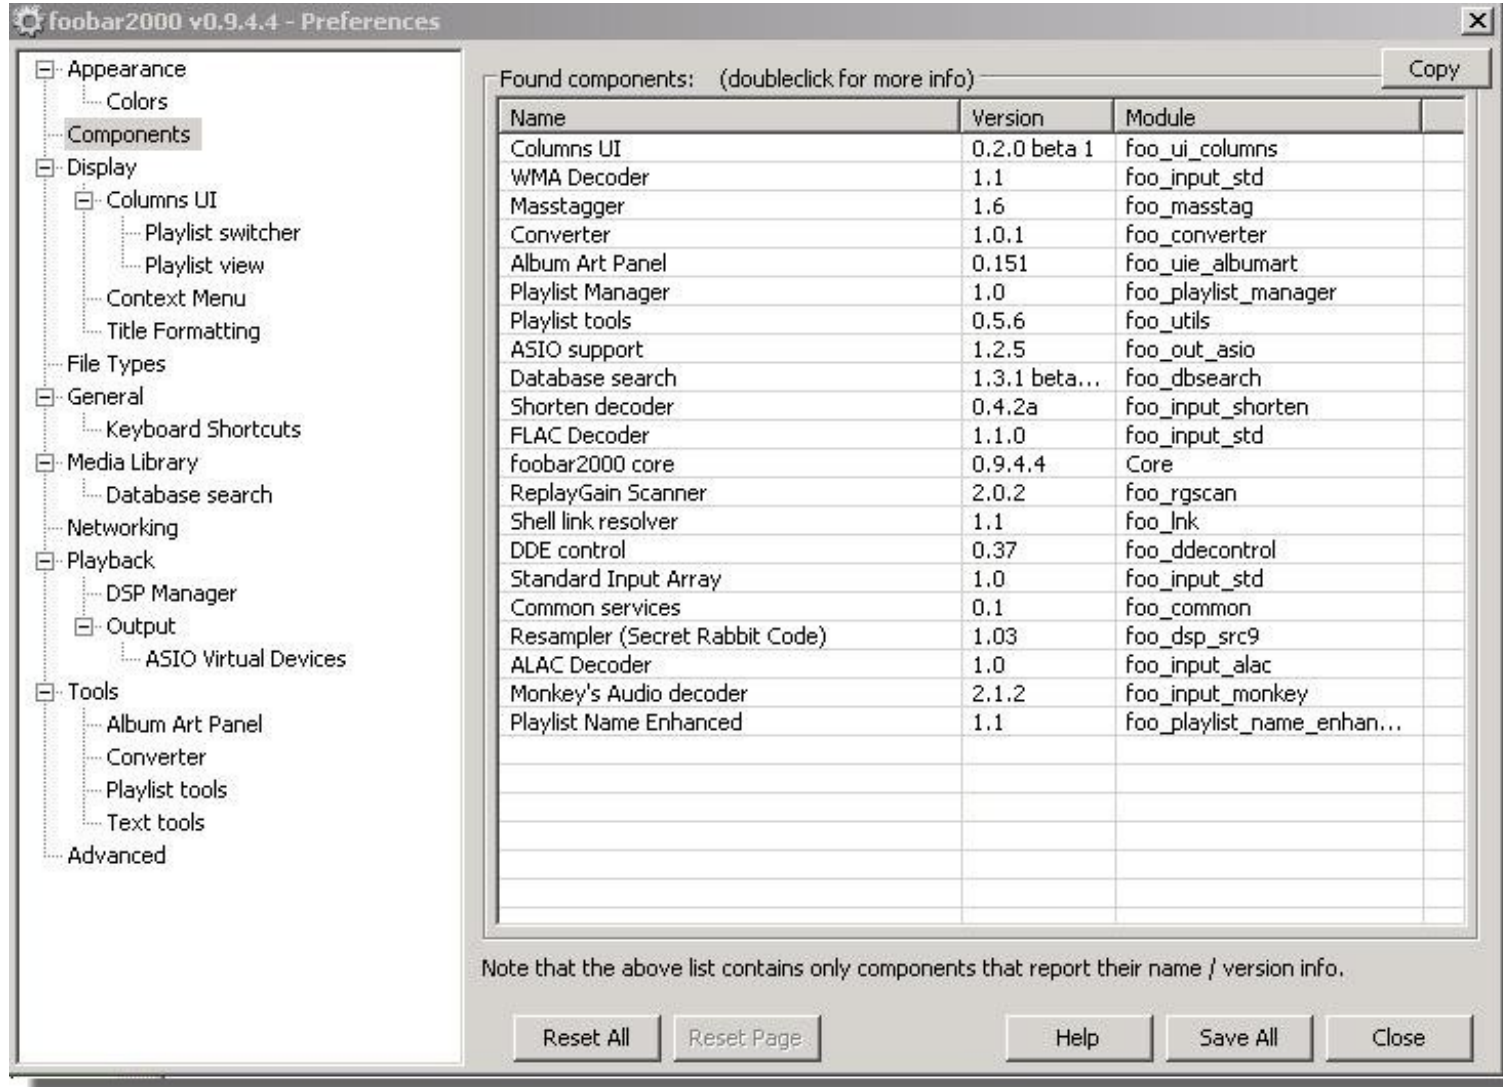 foobar2000 v0.9.4.4 - Preferences
Appearance
Colors
Components
Display
Columns UI
Playlist switcher
Playlist view
Context Menu
Title Formatting
File Types
General
Keyboard Shortcuts
Media Library
Database search
Networking
Playback
DSP Manager
Output
ASIO Virtual Devices
Tools
Album Art Panel
Converter
Playlist tools
Text tools
Advanced
Found components: (doubleclick for more info)
Copy
Name Version Module
Columns UI 0.2.0 beta 1 foo_ui_columns
WMA Decoder 1.1 foo_input_std
Masstagger 1.6 foo_masstag
Converter 1.0.1 foo_converter
Album Art Panel 0.151 foo_uie_albumart
Playlist Manager 1.0 foo_playlist_manager
Playlist tools 0.5.6 foo_utils
ASIO support 1.2.5 foo_out_asio
Database search 1.3.1 beta... foo_dbsearch
Shorten decoder 0.4.2a foo_input_shorten
FLAC Decoder 1.1.0 foo_input_std
foobar2000 core 0.9.4.4 Core
ReplayGain Scanner 2.0.2 foo_rgscan
Shell link resolver 1.1 foo_lnk
DDE control 0.37 foo_ddecontrol
Standard Input Array 1.0 foo_input_std
Common services 0.1 foo_common
Resampler (Secret Rabbit Code) 1.03 foo_dsp_src9
ALAC Decoder 1.0 foo_input_alac
Monkey's Audio decoder 2.1.2 foo_input_monkey
Playlist Name Enhanced 1.1 foo_playlist_name_enhan...
Note that the above list contains only components that report their name / version info.
Reset All Reset Page Help Save All Close